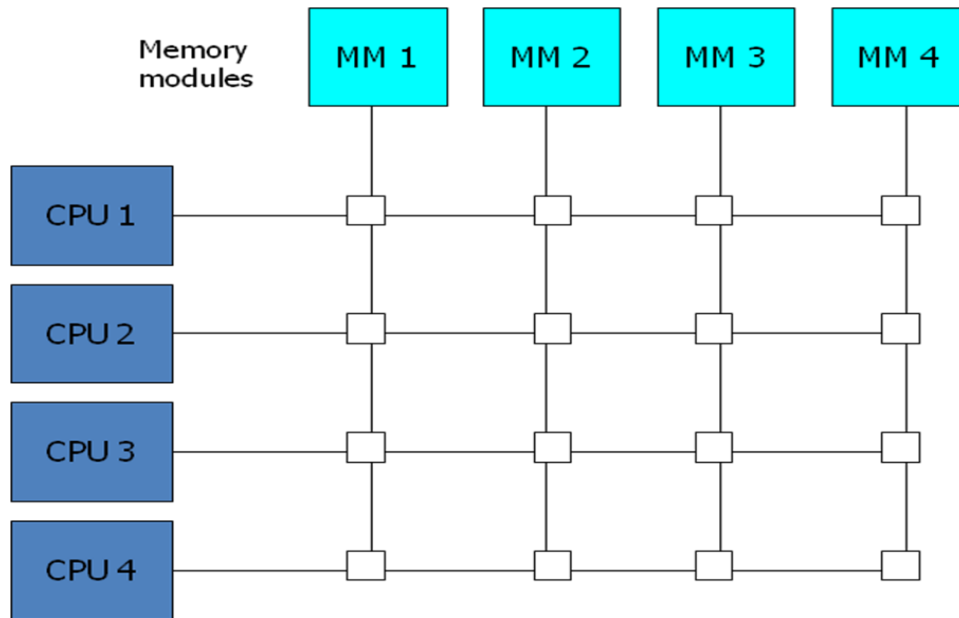 Memory
modules
MM 1
MM 2
MM 3
MM 4
CPU 1
CPU 2
CPU 3
CPU 4